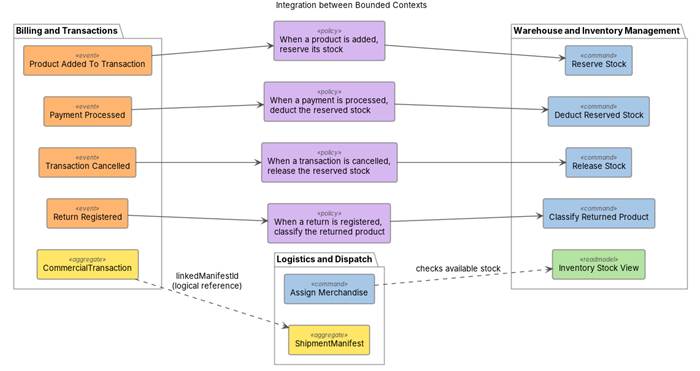 Integration between Bounded Contexts
Billing and Transactions
«event»
Product Added To Transaction
«event»
Payment Processed
«event»
Transaction Cancelled
«event»
Return Registered
«aggregate»
CommercialTransaction
«policy»
When a product is added,
reserve its stock
«policy»
When a payment is processed,
deduct the reserved stock
«policy»
When a transaction is cancelled,
release the reserved stock
«policy»
When a return is registered,
classify the returned product
linkedManifestId
(logical reference)
Logistics and Dispatch
«command»
Assign Merchandise
«aggregate»
ShipmentManifest
checks available stock
Warehouse and Inventory Management
«command»
Reserve Stock
«command»
Deduct Reserved Stock
«command»
Release Stock
«command»
Classify Returned Product
«readmodel»
Inventory Stock View